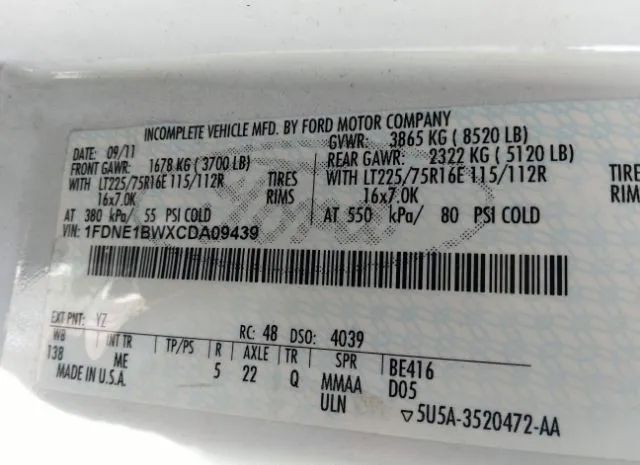 INCOMPLETE VEHICLE MFD. BY FORD MOTOR COMPANY
DATE: 09/11 GVWR: 3865 KG ( 8520 LB)
FRONT GAWR: 1678 KG ( 3700 LB) REAR GAWR: 2322 KG ( 5120 LB)
WITH LT225/75R16E 115/112R TIRES WITH LT225/75R16E 115/112R TIRES
16x7.0K RIMS 16x7.0K RIMS
AT 380 kPa/ 55 PSI COLD AT 550 kPa/ 80 PSI COLD
VIN: 1FDNE1BWXCDA09439
Ford
EXT PNT: YZ RC: 48 DSO: 4039
WB INT TR TP/PS R AXLE TR SPR BE416
138 ME 5 22 Q MMAA D05
MADE IN U.S.A. ULN ▽5U5A-3520472-AA